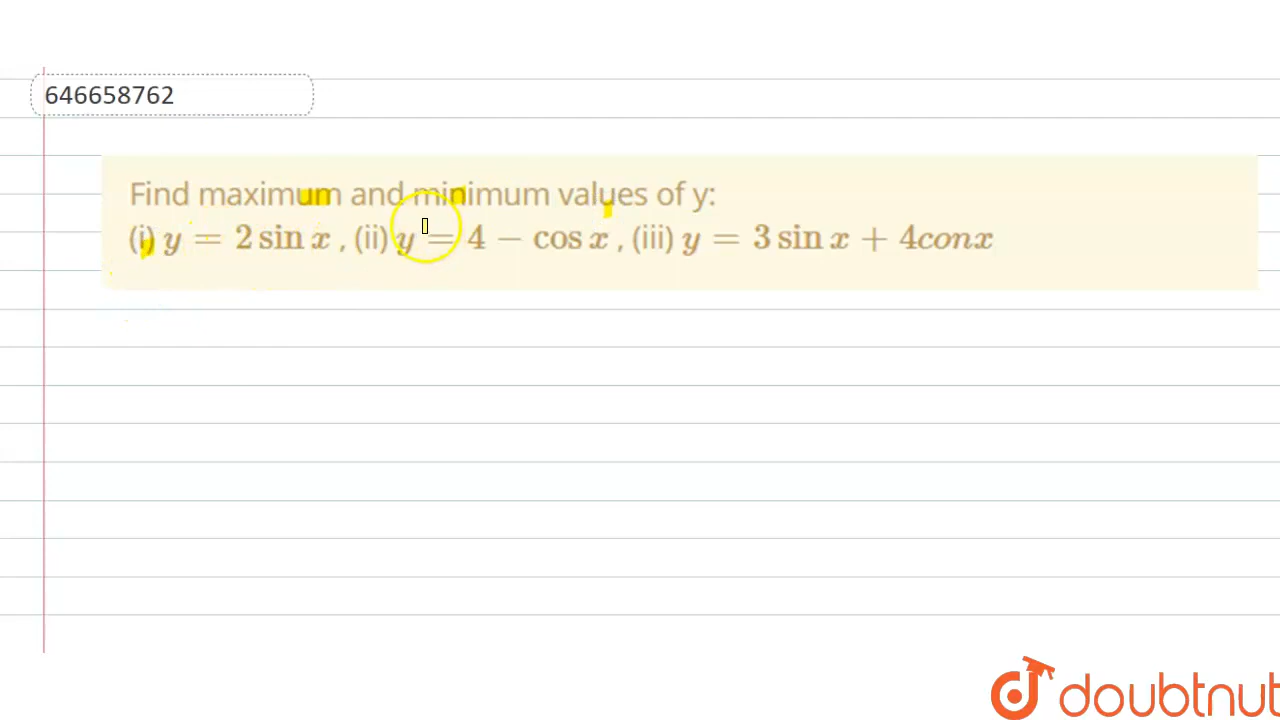 646658762
Find maximum and minimum values of y:
(i) y = 2 sin x , (ii) y = 4 − cos x , (iii) y = 3 sin x + 4conx
doubtnut